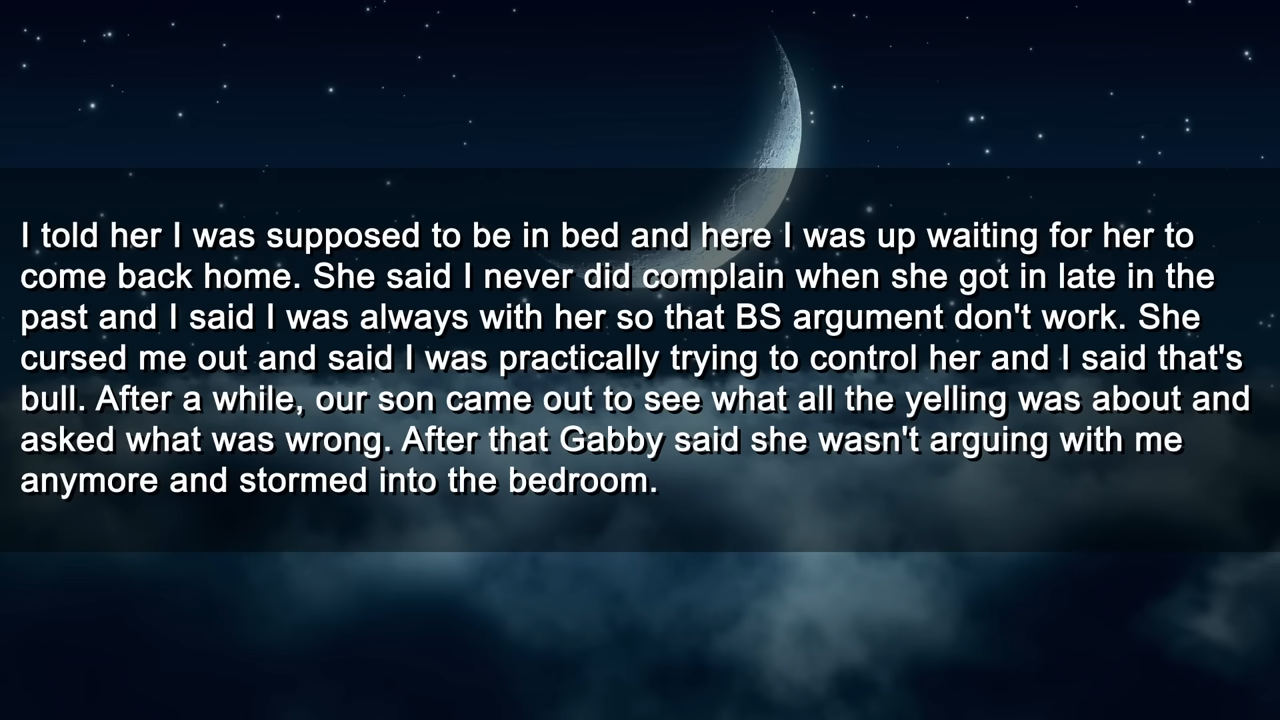 I told her I was supposed to be in bed and here I was up waiting for her to
come back home. She said I never did complain when she got in late in the
past and I said I was always with her so that BS argument don't work. She
cursed me out and said I was practically trying to control her and I said that's
bull. After a while, our son came out to see what all the yelling was about and
asked what was wrong. After that Gabby said she wasn't arguing with me
anymore and stormed into the bedroom.